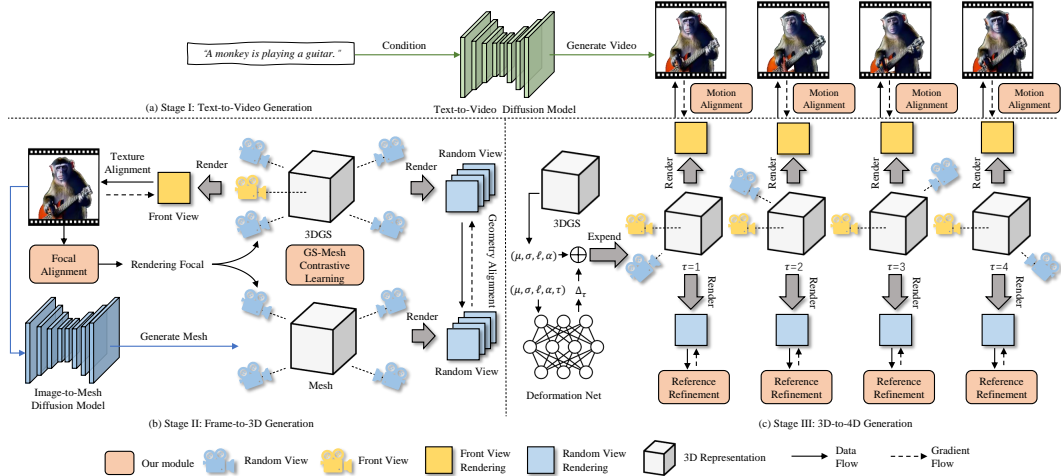 "A monkey is playing a guitar."
Condition
Generate Video
Text-to-Video Diffusion Model
(a) Stage I: Text-to-Video Generation
Motion
Alignment
Motion
Alignment
Motion
Alignment
Motion
Alignment
Texture
Alignment
Render
Front View
Focal
Alignment
Rendering Focal
3DGS
GS-Mesh
Contrastive
Learning
Render
Random View
Geometry Alignment
Generate Mesh
Image-to-Mesh
Diffusion Model
Mesh
Render
Random View
(b) Stage II: Frame-to-3D Generation
3DGS
Expend
(μ, σ, ℓ, α)
(μ, σ, ℓ, α, τ)
Δτ
Deformation Net
Render
Render
Render
Render
τ=1
τ=2
τ=3
τ=4
Render
Render
Render
Render
Reference
Refinement
Reference
Refinement
Reference
Refinement
Reference
Refinement
(c) Stage III: 3D-to-4D Generation
Our module
Random View
Front View
Front View
Rendering
Random View
Rendering
3D Representation
Data
Flow
Gradient
Flow